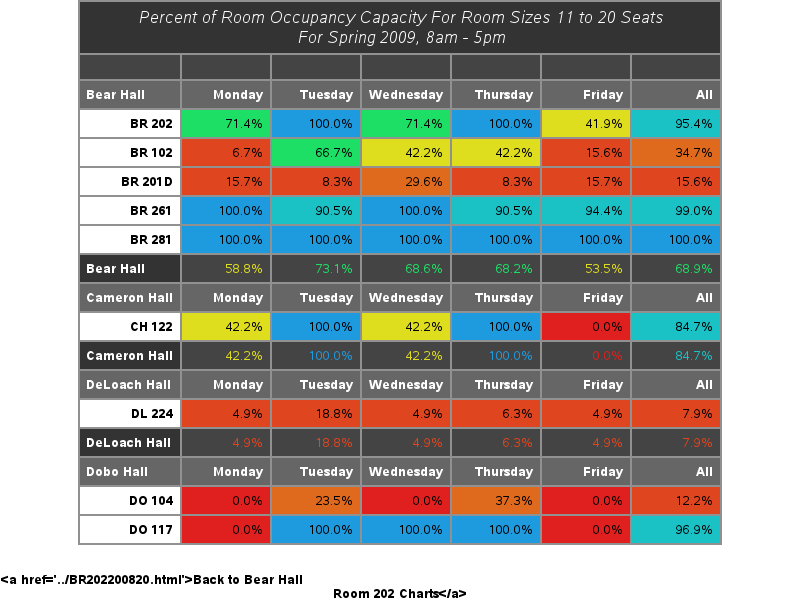 Percent of Room Occupancy Capacity For Room Sizes 11 to 20 Seats
For Spring 2009, 8am - 5pm
Bear Hall Monday Tuesday Wednesday Thursday Friday All
BR 202 71.4% 100.0% 71.4% 100.0% 41.9% 95.4%
BR 102 6.7% 66.7% 42.2% 42.2% 15.6% 34.7%
BR 201D 15.7% 8.3% 29.6% 8.3% 15.7% 15.6%
BR 261 100.0% 90.5% 100.0% 90.5% 94.4% 99.0%
BR 281 100.0% 100.0% 100.0% 100.0% 100.0% 100.0%
Bear Hall 58.8% 73.1% 68.6% 68.2% 53.5% 68.9%
Cameron Hall Monday Tuesday Wednesday Thursday Friday All
CH 122 42.2% 100.0% 42.2% 100.0% 0.0% 84.7%
Cameron Hall 42.2% 100.0% 42.2% 100.0% 0.0% 84.7%
DeLoach Hall Monday Tuesday Wednesday Thursday Friday All
DL 224 4.9% 18.8% 4.9% 6.3% 4.9% 7.9%
DeLoach Hall 4.9% 18.8% 4.9% 6.3% 4.9% 7.9%
Dobo Hall Monday Tuesday Wednesday Thursday Friday All
DO 104 0.0% 23.5% 0.0% 37.3% 0.0% 12.2%
DO 117 0.0% 100.0% 100.0% 100.0% 0.0% 96.9%
<a href='../BR202200820.html'>Back to Bear Hall
Room 202 Charts</a>